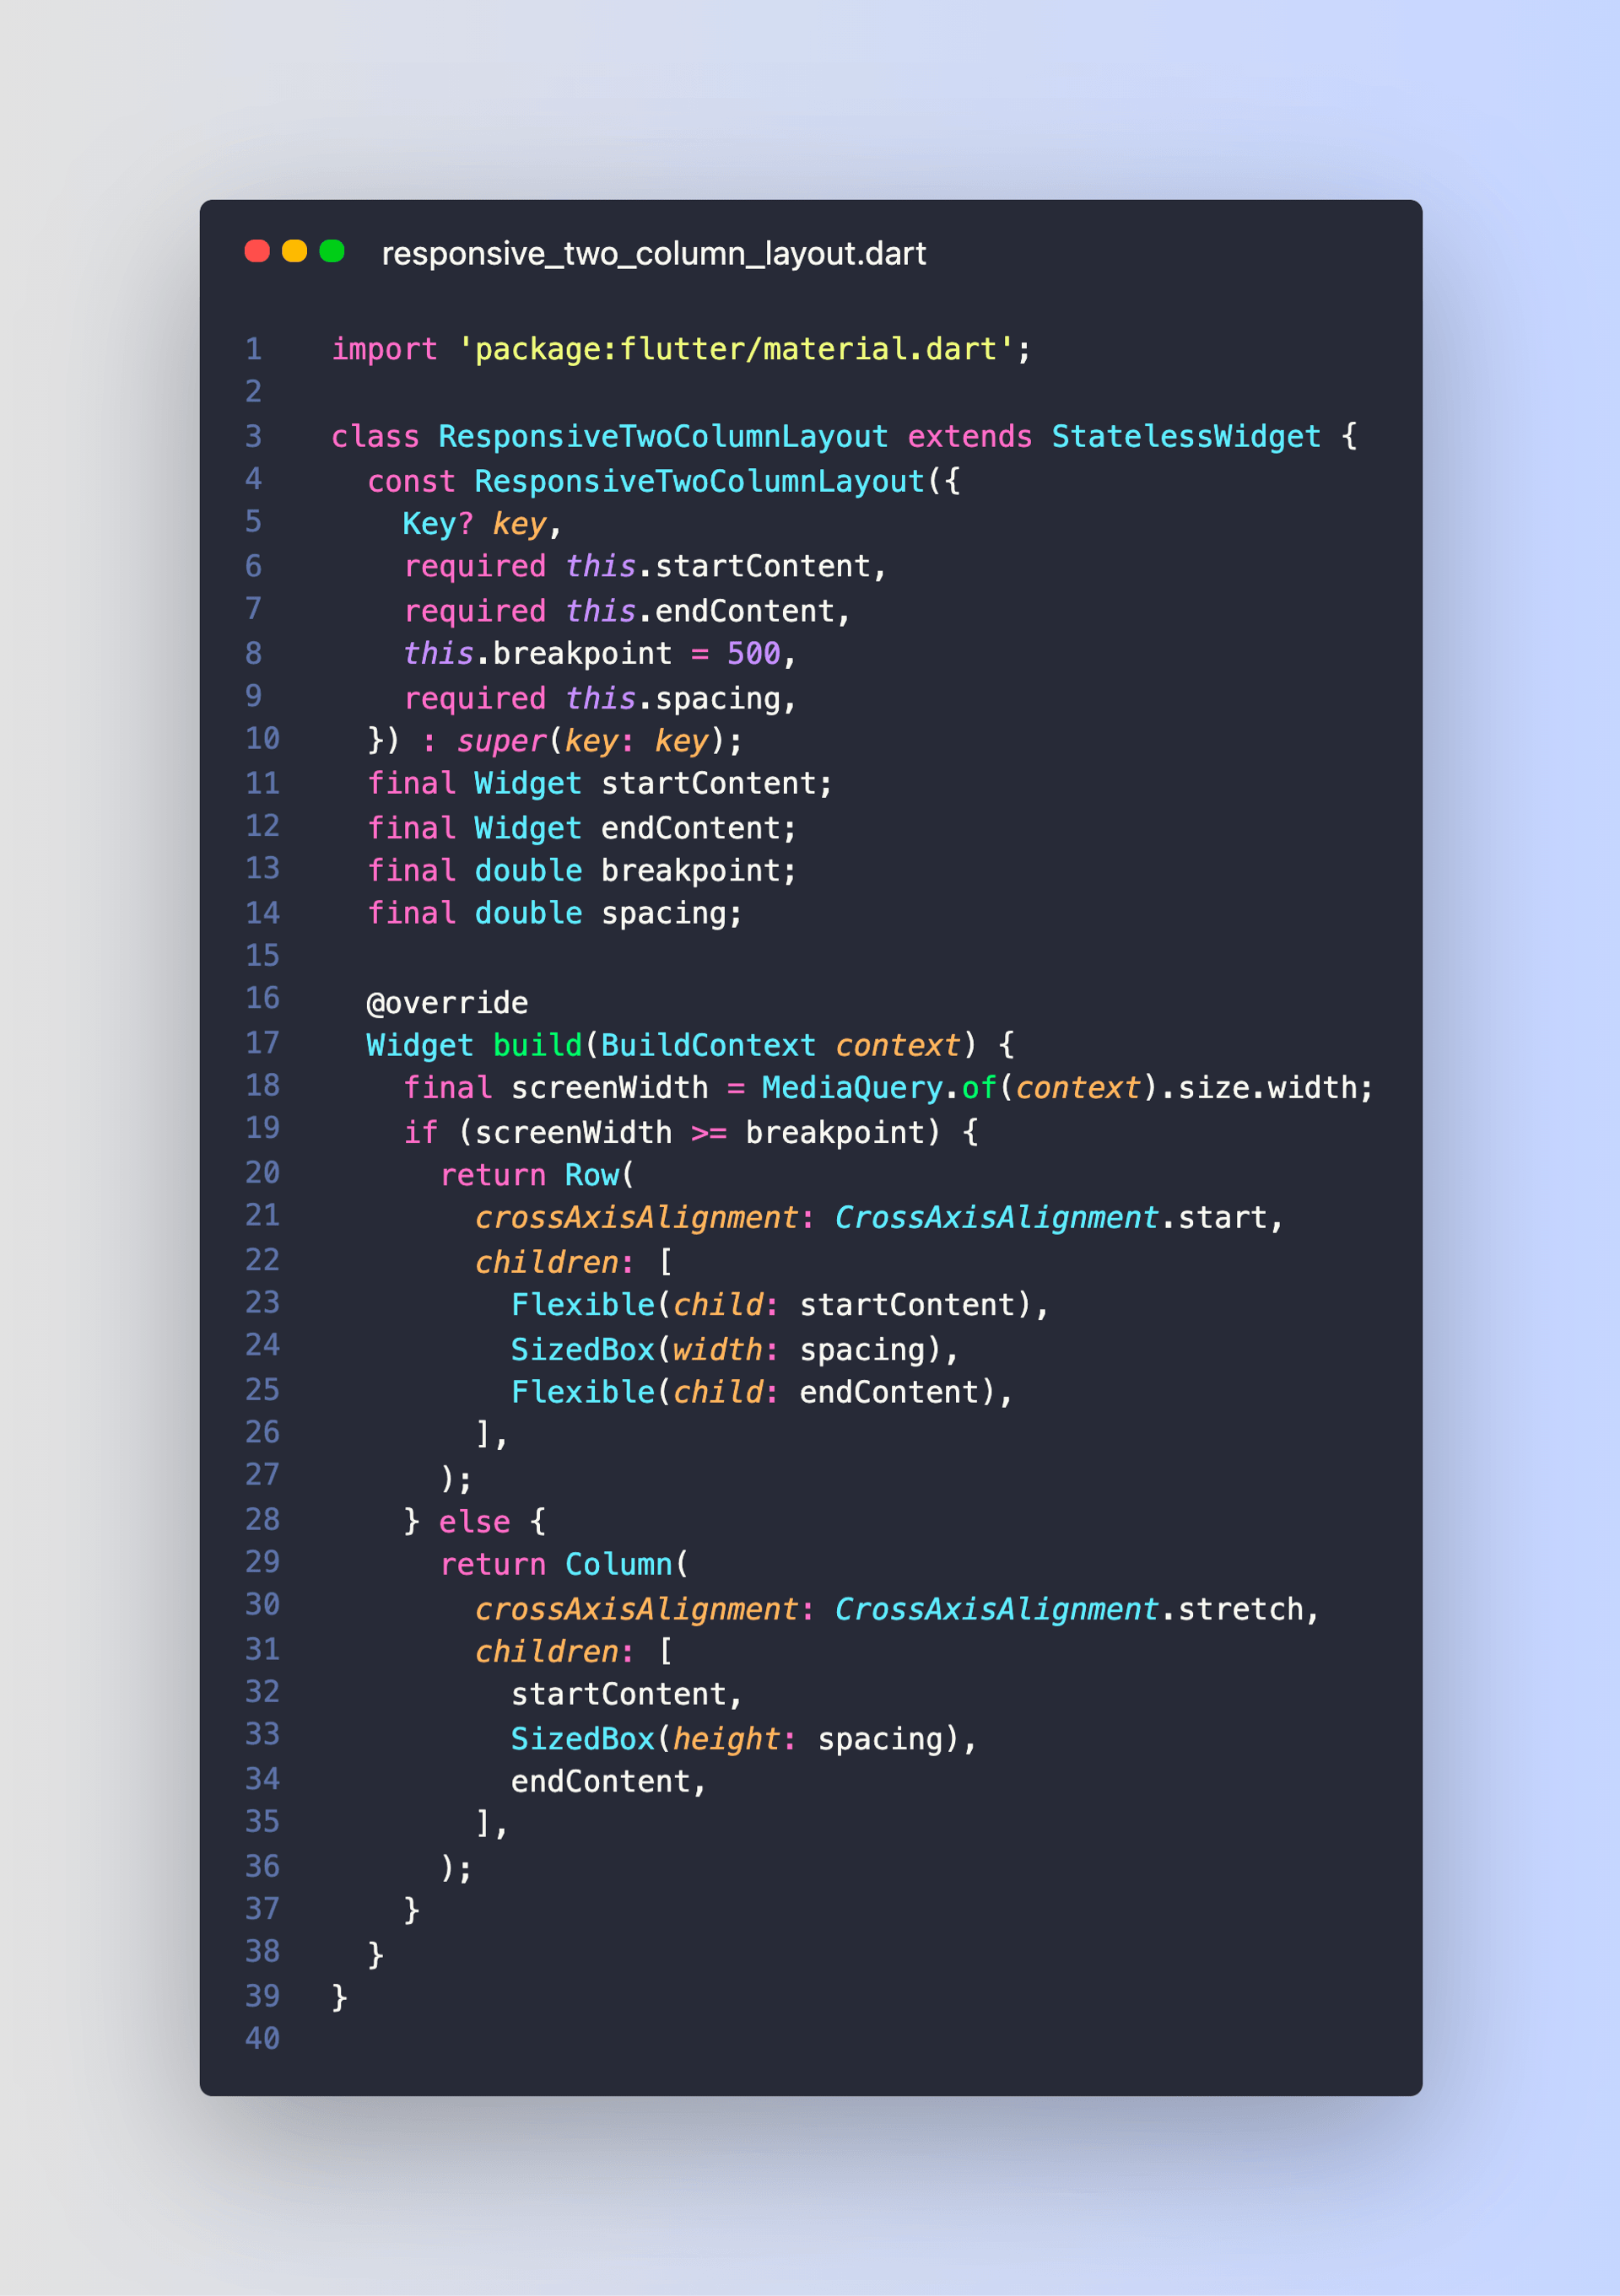 responsive_two_column_layout.dart
1 import 'package:flutter/material.dart';
2
3 class ResponsiveTwoColumnLayout extends StatelessWidget {
4   const ResponsiveTwoColumnLayout({
5     Key? key,
6     required this.startContent,
7     required this.endContent,
8     this.breakpoint = 500,
9     required this.spacing,
10   }) : super(key: key);
11   final Widget startContent;
12   final Widget endContent;
13   final double breakpoint;
14   final double spacing;
15
16   @override
17   Widget build(BuildContext context) {
18     final screenWidth = MediaQuery.of(context).size.width;
19     if (screenWidth >= breakpoint) {
20       return Row(
21         crossAxisAlignment: CrossAxisAlignment.start,
22         children: [
23           Flexible(child: startContent),
24           SizedBox(width: spacing),
25           Flexible(child: endContent),
26         ],
27       );
28     } else {
29       return Column(
30         crossAxisAlignment: CrossAxisAlignment.stretch,
31         children: [
32           startContent,
33           SizedBox(height: spacing),
34           endContent,
35         ],
36       );
37     }
38   }
39 }
40